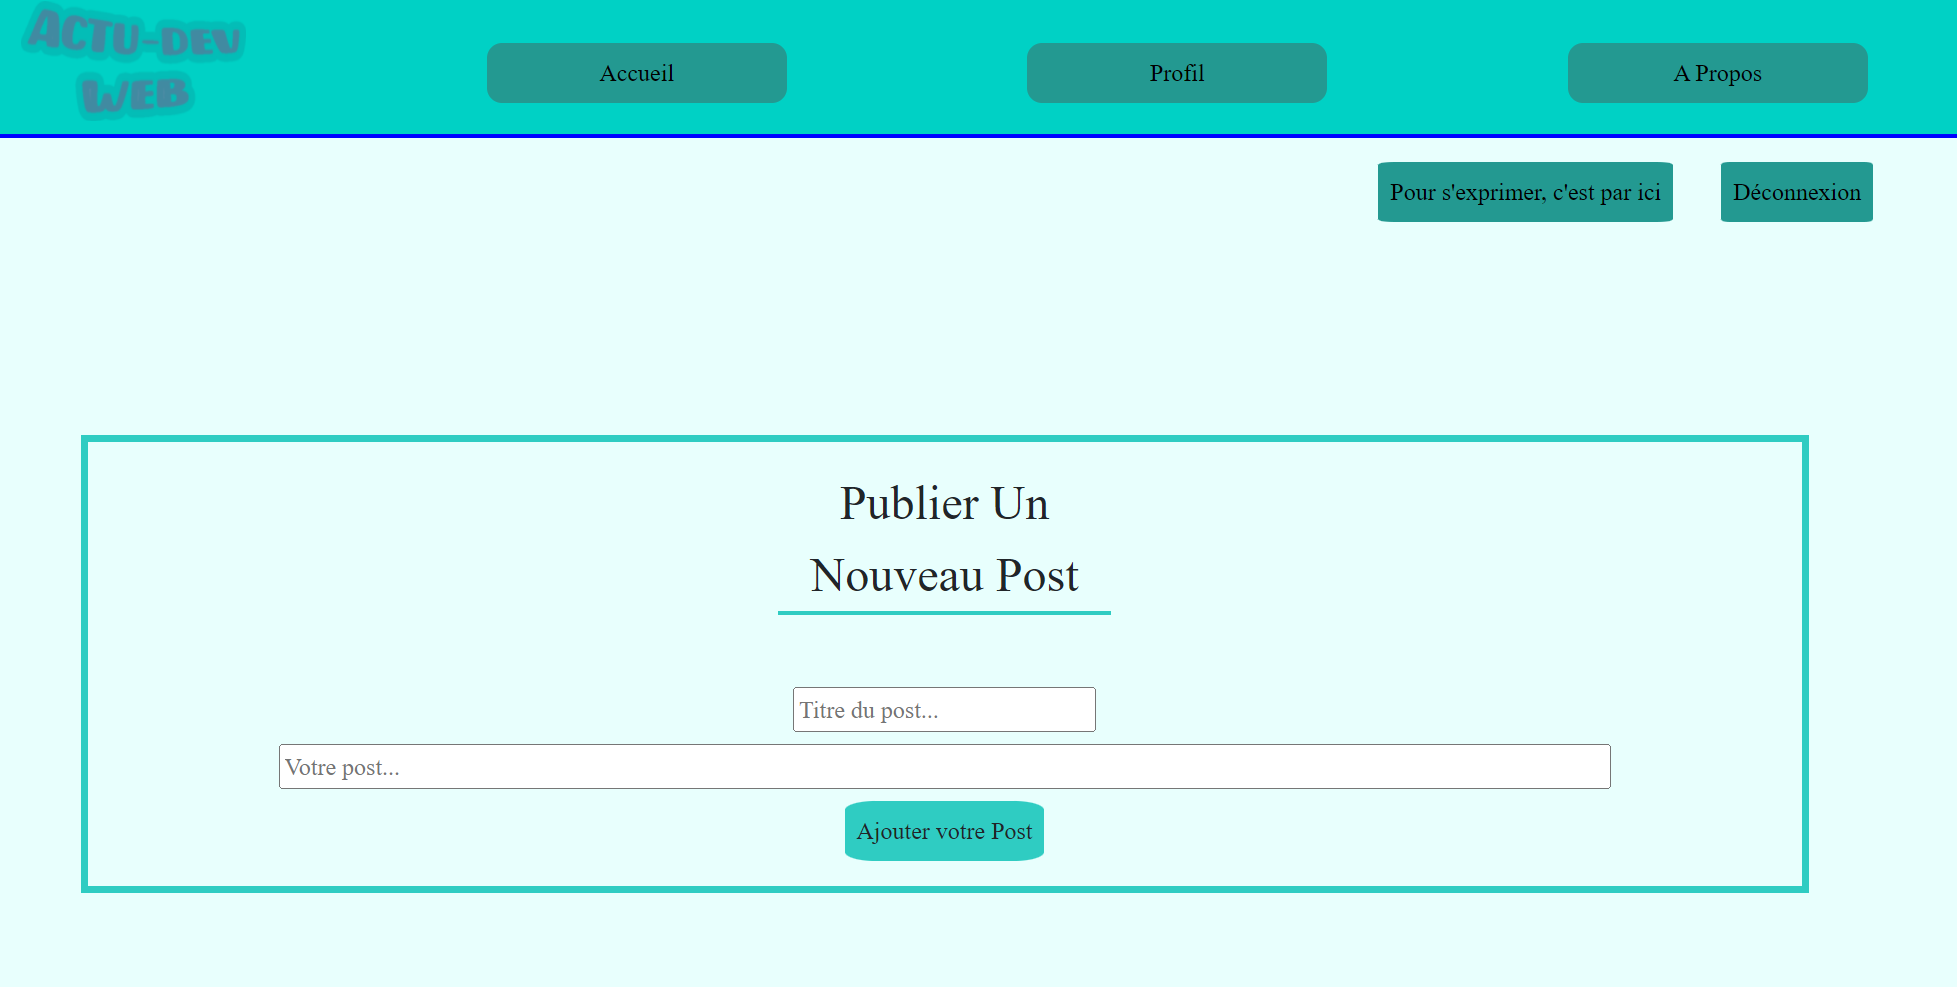 ACTU-DEV
WEB
Accueil
Profil
A Propos
Pour s'exprimer, c'est par ici
Déconnexion
Publier Un
Nouveau Post
Titre du post...
Votre post...
Ajouter votre Post